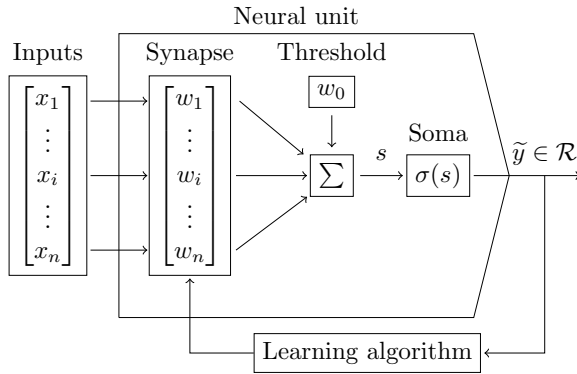 Neural unit
Inputs Synapse Threshold
x₁ w₁ w₀
⋮ ⋮ Soma
xᵢ wᵢ ∑ s σ(s) ỹ ∈ ℛ
⋮ ⋮
xₙ wₙ
Learning algorithm